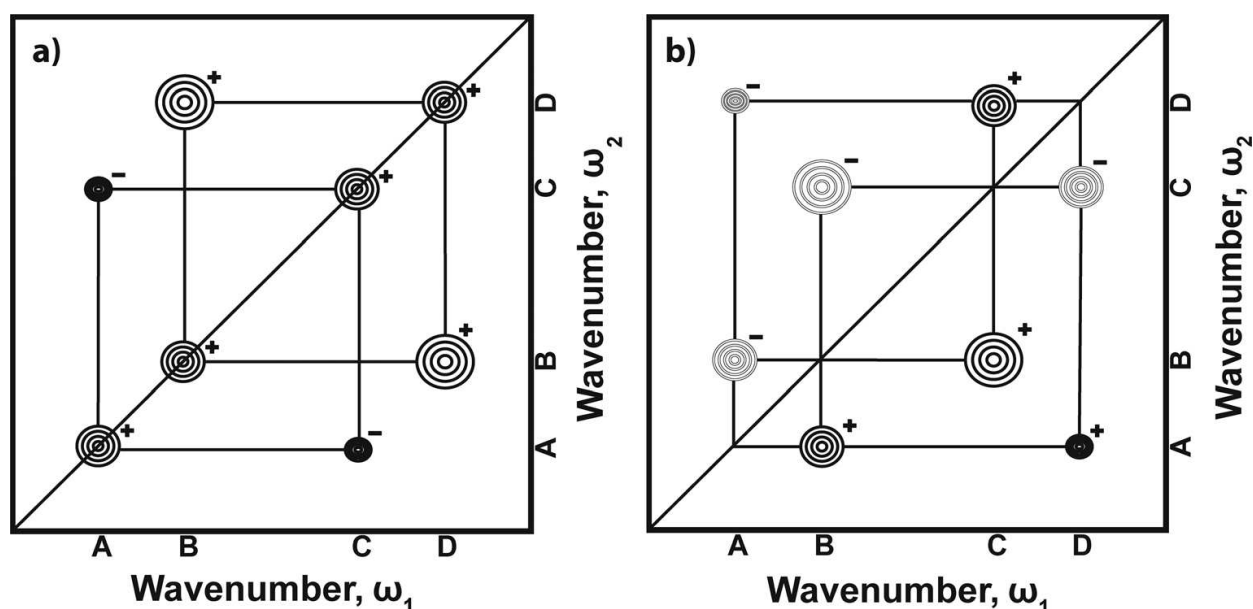 a)
+
+
-
+
+
+
-
+
A B C D
Wavenumber, ω₁
D
C
B
A
Wavenumber, ω₂
b)
-
+
-
-
-
+
+
+
A B C D
Wavenumber, ω₁
D
C
B
A
Wavenumber, ω₂